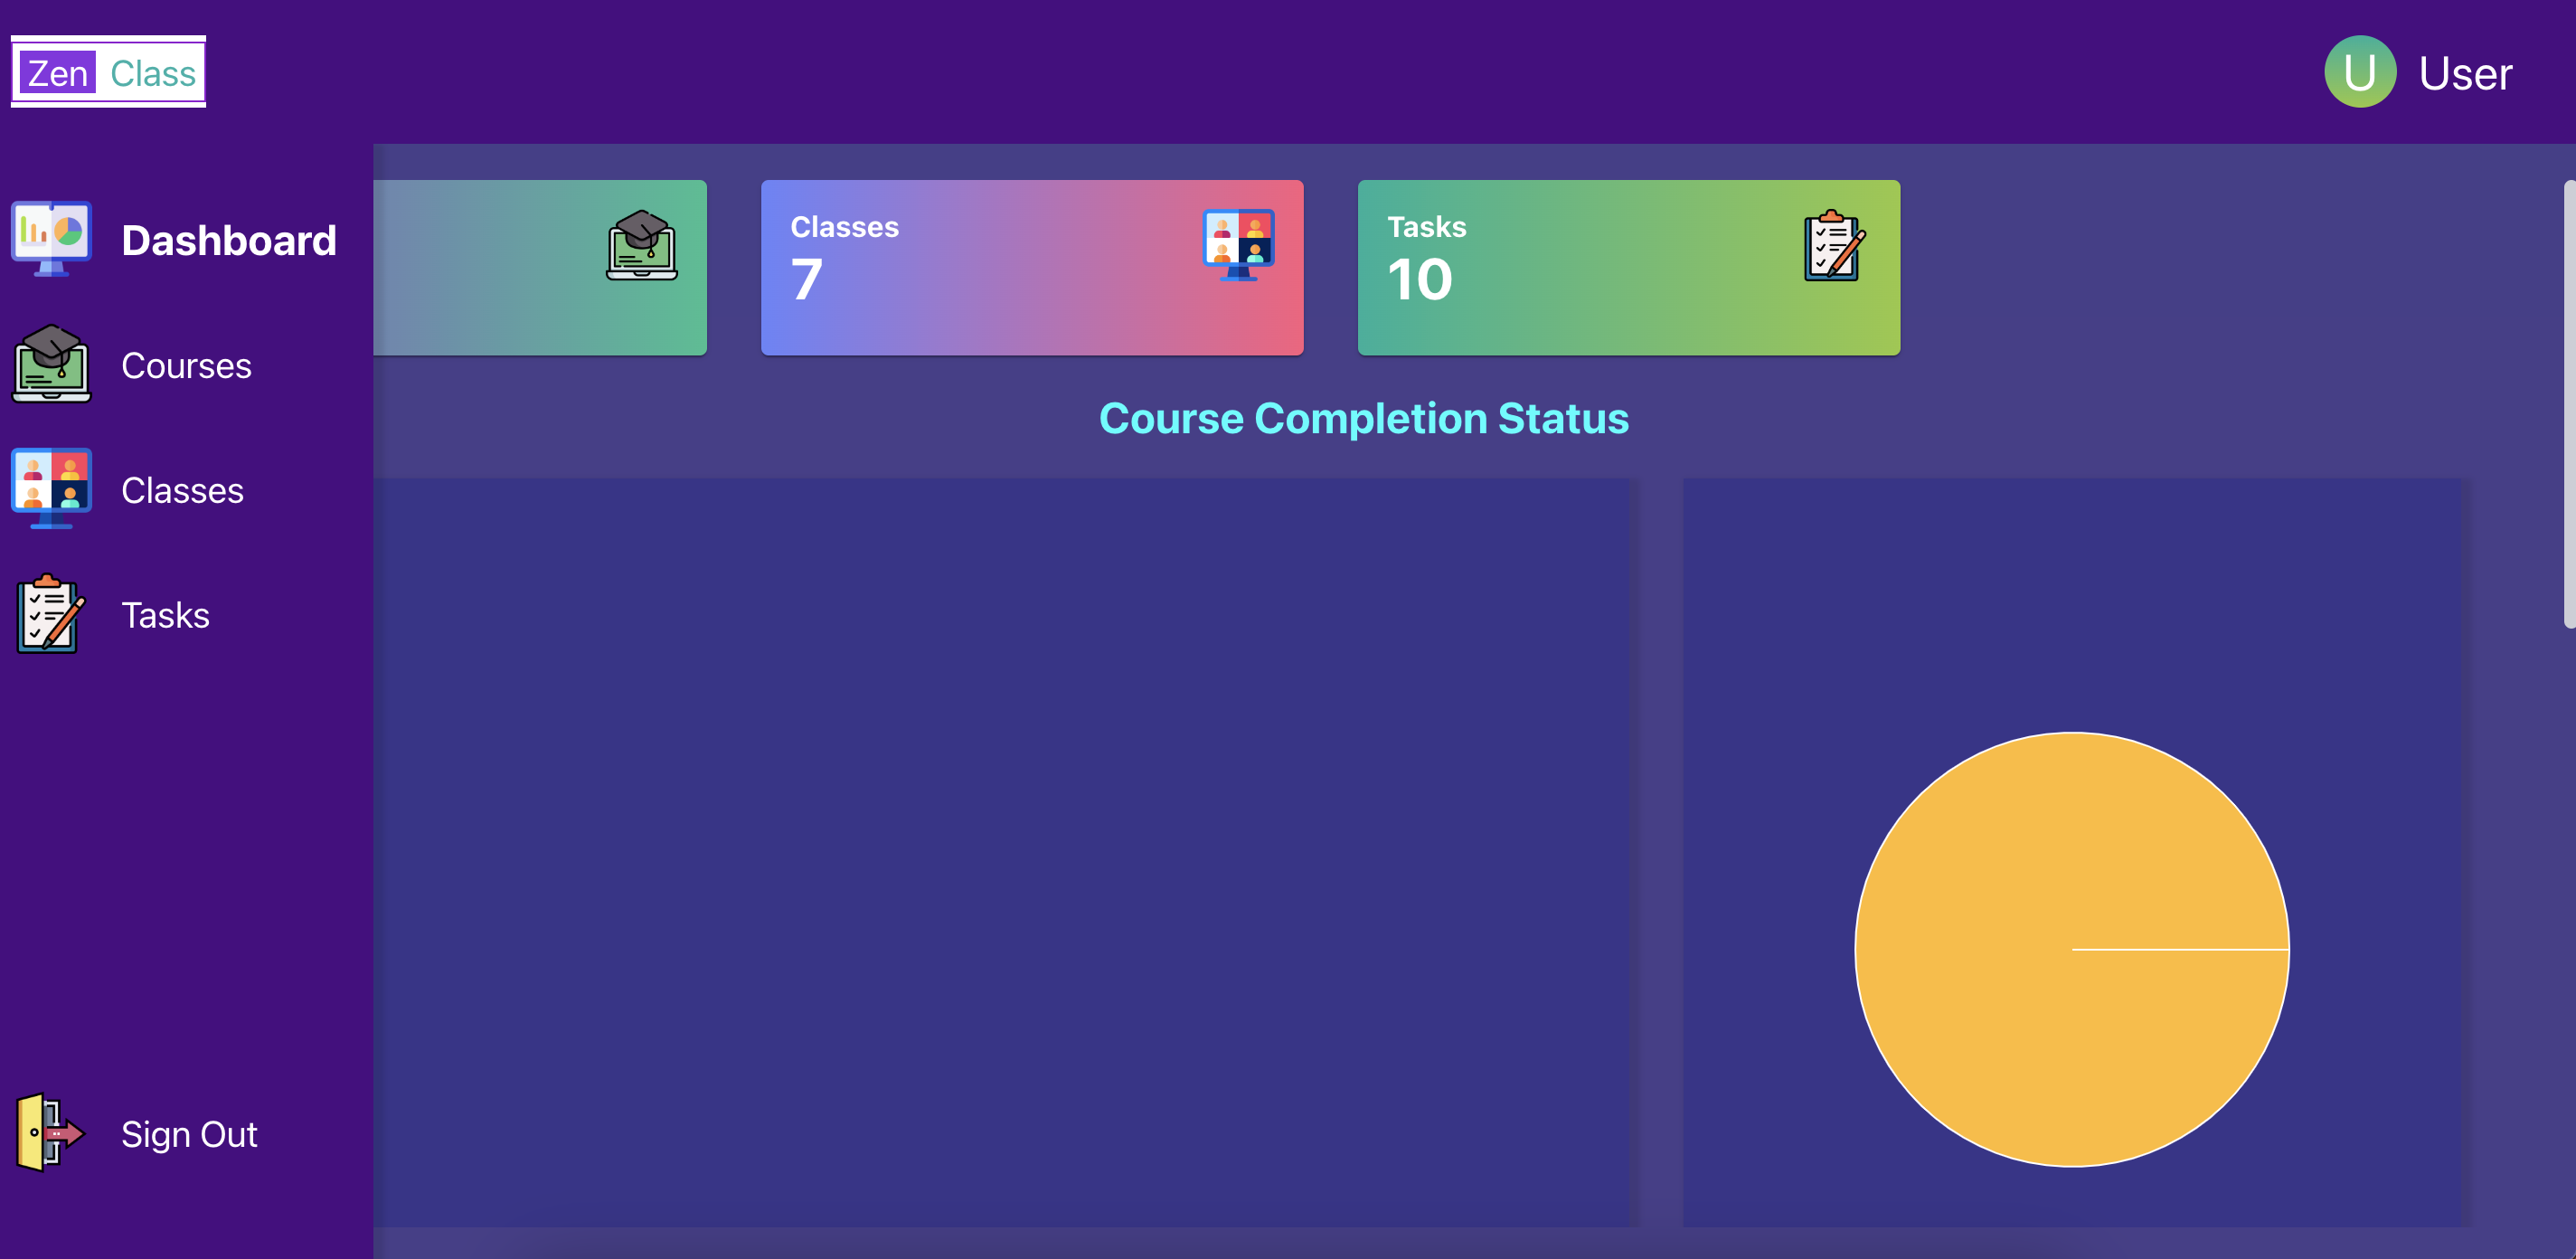 Zen Class
U User
Dashboard
Courses
Classes
Tasks
Sign Out
Classes
7
Tasks
10
Course Completion Status